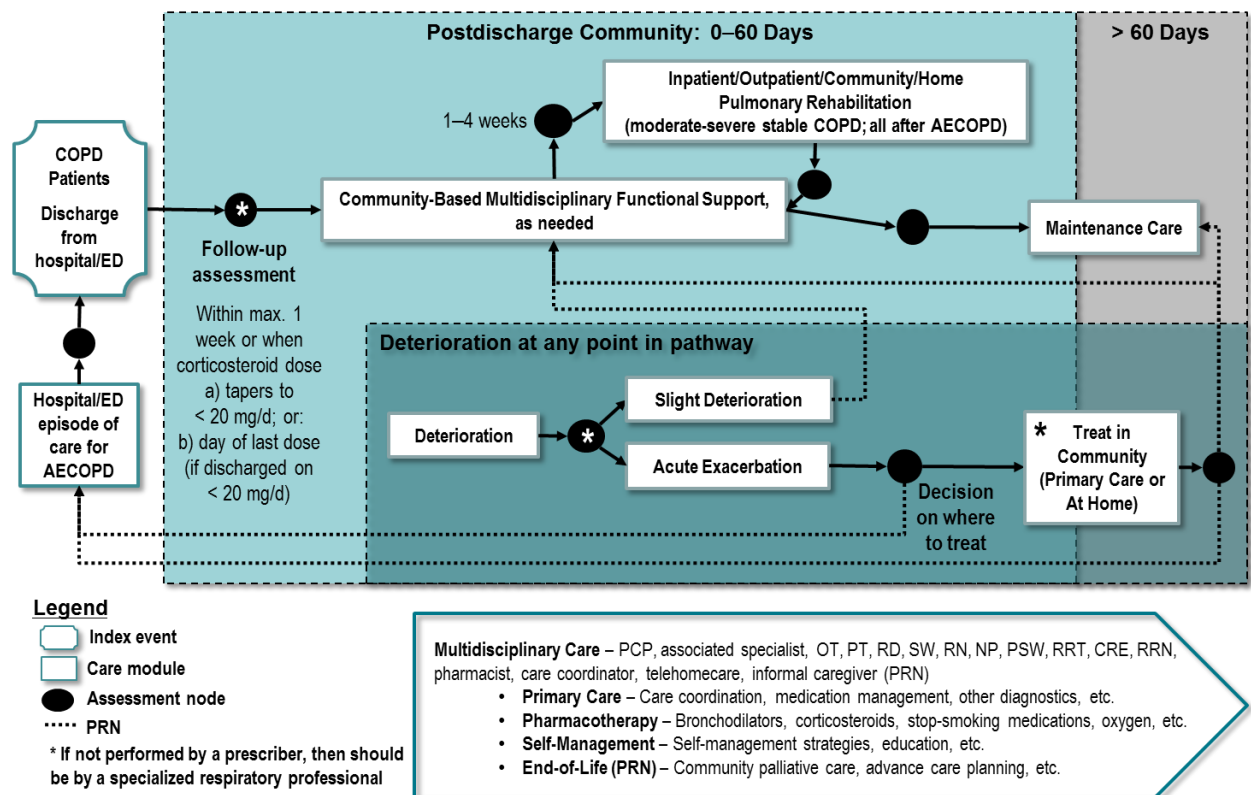 Postdischarge Community: 0–60 Days
> 60 Days
Inpatient/Outpatient/Community/Home
Pulmonary Rehabilitation
(moderate-severe stable COPD; all after AECOPD)
1–4 weeks
COPD
Patients
Discharge
from
hospital/ED
*
Community-Based Multidisciplinary Functional Support,
as needed
Maintenance Care
Follow-up
assessment
Within max. 1
week or when
corticosteroid dose
a) tapers to
< 20 mg/d; or:
b) day of last dose
(if discharged on
< 20 mg/d)
Hospital/ED
episode of
care for
AECOPD
Deterioration at any point in pathway
Deterioration
*
Slight Deterioration
Acute Exacerbation
Decision
on where
to treat
* Treat in
Community
(Primary Care or
At Home)
Legend
Index event
Care module
Assessment node
PRN
* If not performed by a prescriber, then should
be by a specialized respiratory professional
Multidisciplinary Care – PCP, associated specialist, OT, PT, RD, SW, RN, NP, PSW, RRT, CRE, RRN,
pharmacist, care coordinator, telehomecare, informal caregiver (PRN)
• Primary Care – Care coordination, medication management, other diagnostics, etc.
• Pharmacotherapy – Bronchodilators, corticosteroids, stop-smoking medications, oxygen, etc.
• Self-Management – Self-management strategies, education, etc.
• End-of-Life (PRN) – Community palliative care, advance care planning, etc.